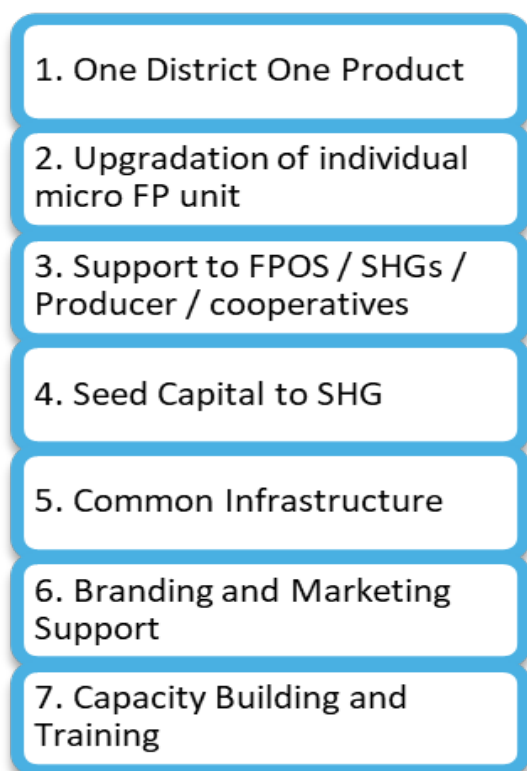 1. One District One Product
2. Upgradation of individual
micro FP unit
3. Support to FPOS / SHGs /
Producer / cooperatives
4. Seed Capital to SHG
5. Common Infrastructure
6. Branding and Marketing
Support
7. Capacity Building and
Training